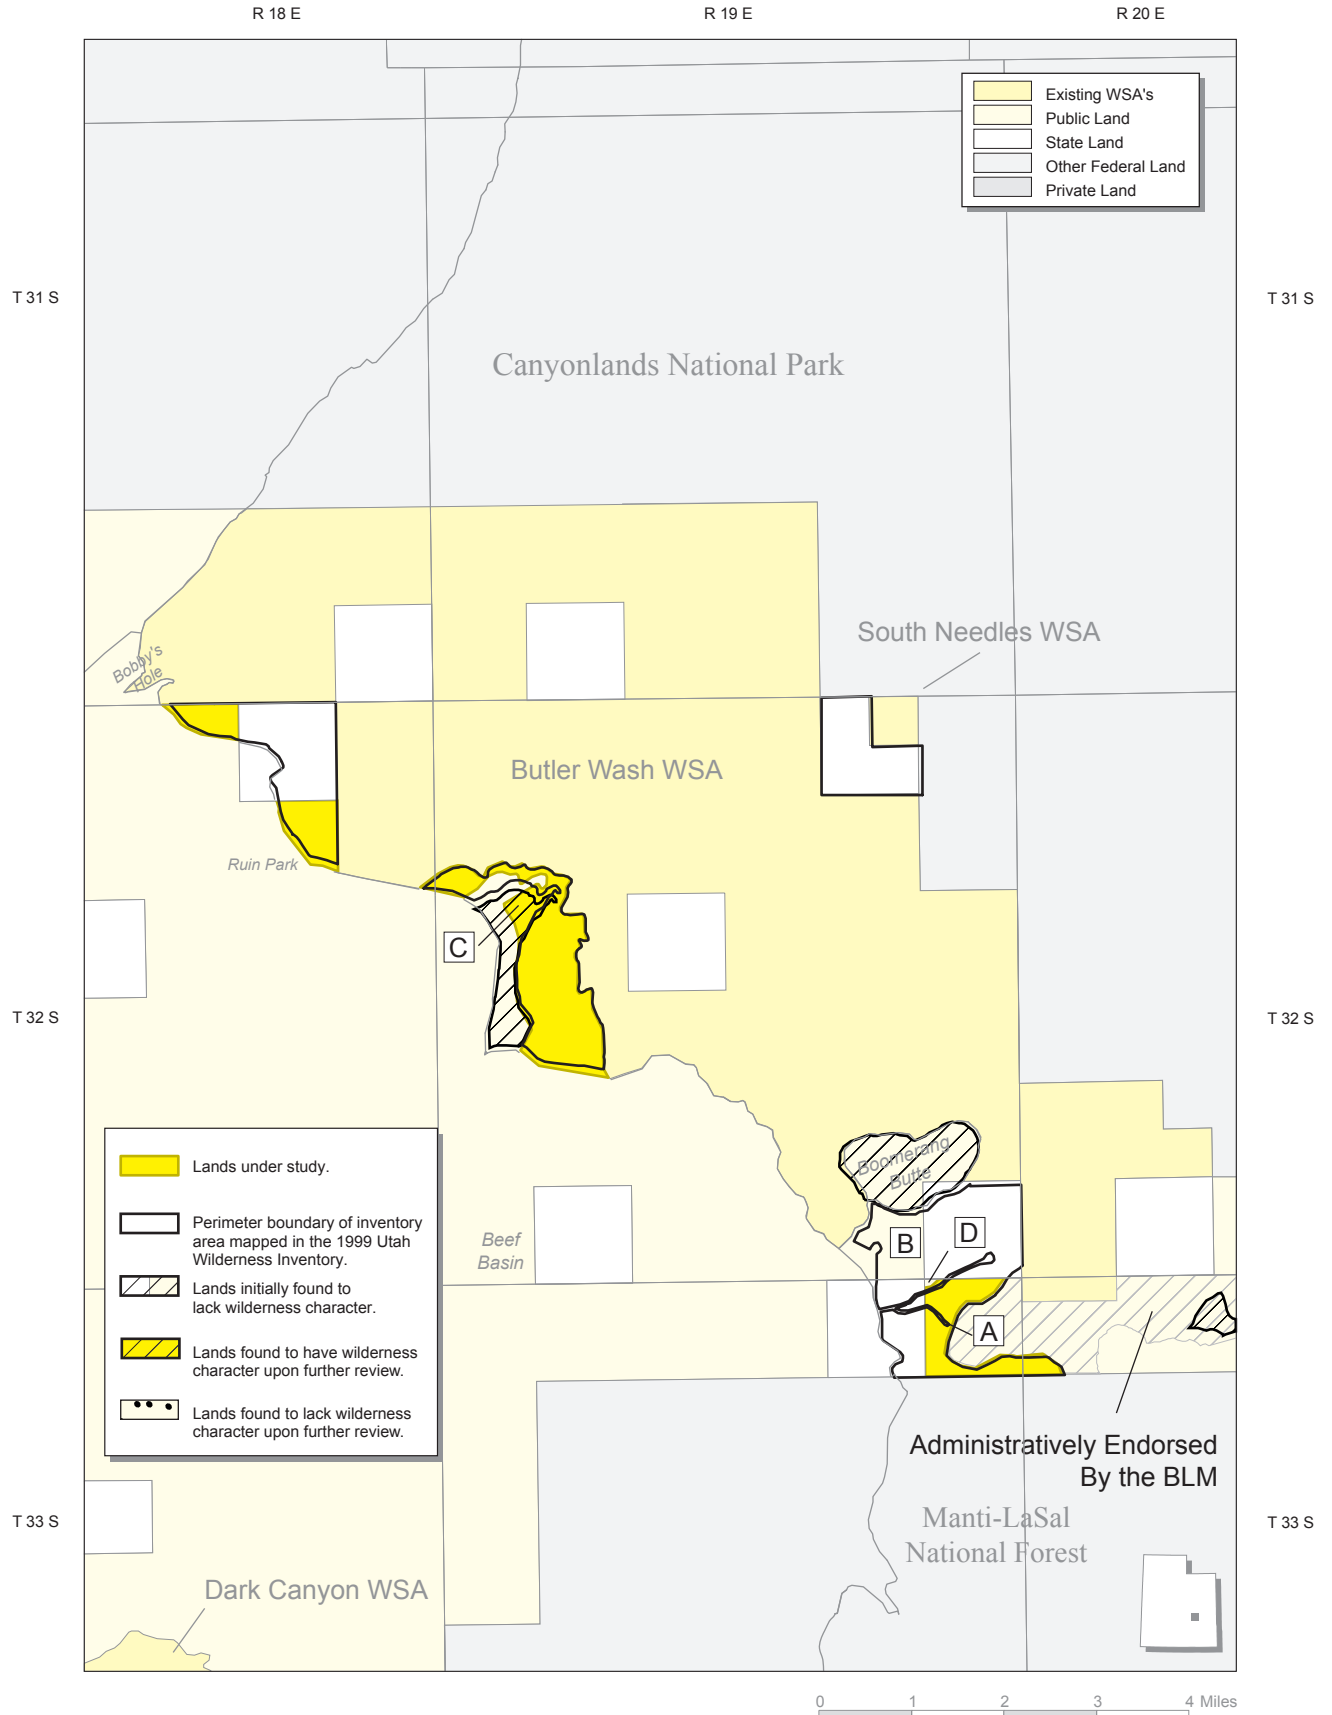 R 18 E
R 19 E
R 20 E
Existing WSA's
Public Land
State Land
Other Federal Land
Private Land
T 31 S
T 31 S
Canyonlands National Park
South Needles WSA
Bobby's
Hole
Butler Wash WSA
Ruin Park
C
T 32 S
T 32 S
Boomerang
Butte
Lands under study.
Perimeter boundary of inventory
area mapped in the 1999 Utah
Wilderness Inventory.
Lands initially found to
lack wilderness character.
Lands found to have wilderness
character upon further review.
Lands found to lack wilderness
character upon further review.
Beef
Basin
B
D
A
Administratively Endorsed
By the BLM
T 33 S
T 33 S
Manti-LaSal
National Forest
Dark Canyon WSA
0 1 2 3 4 Miles